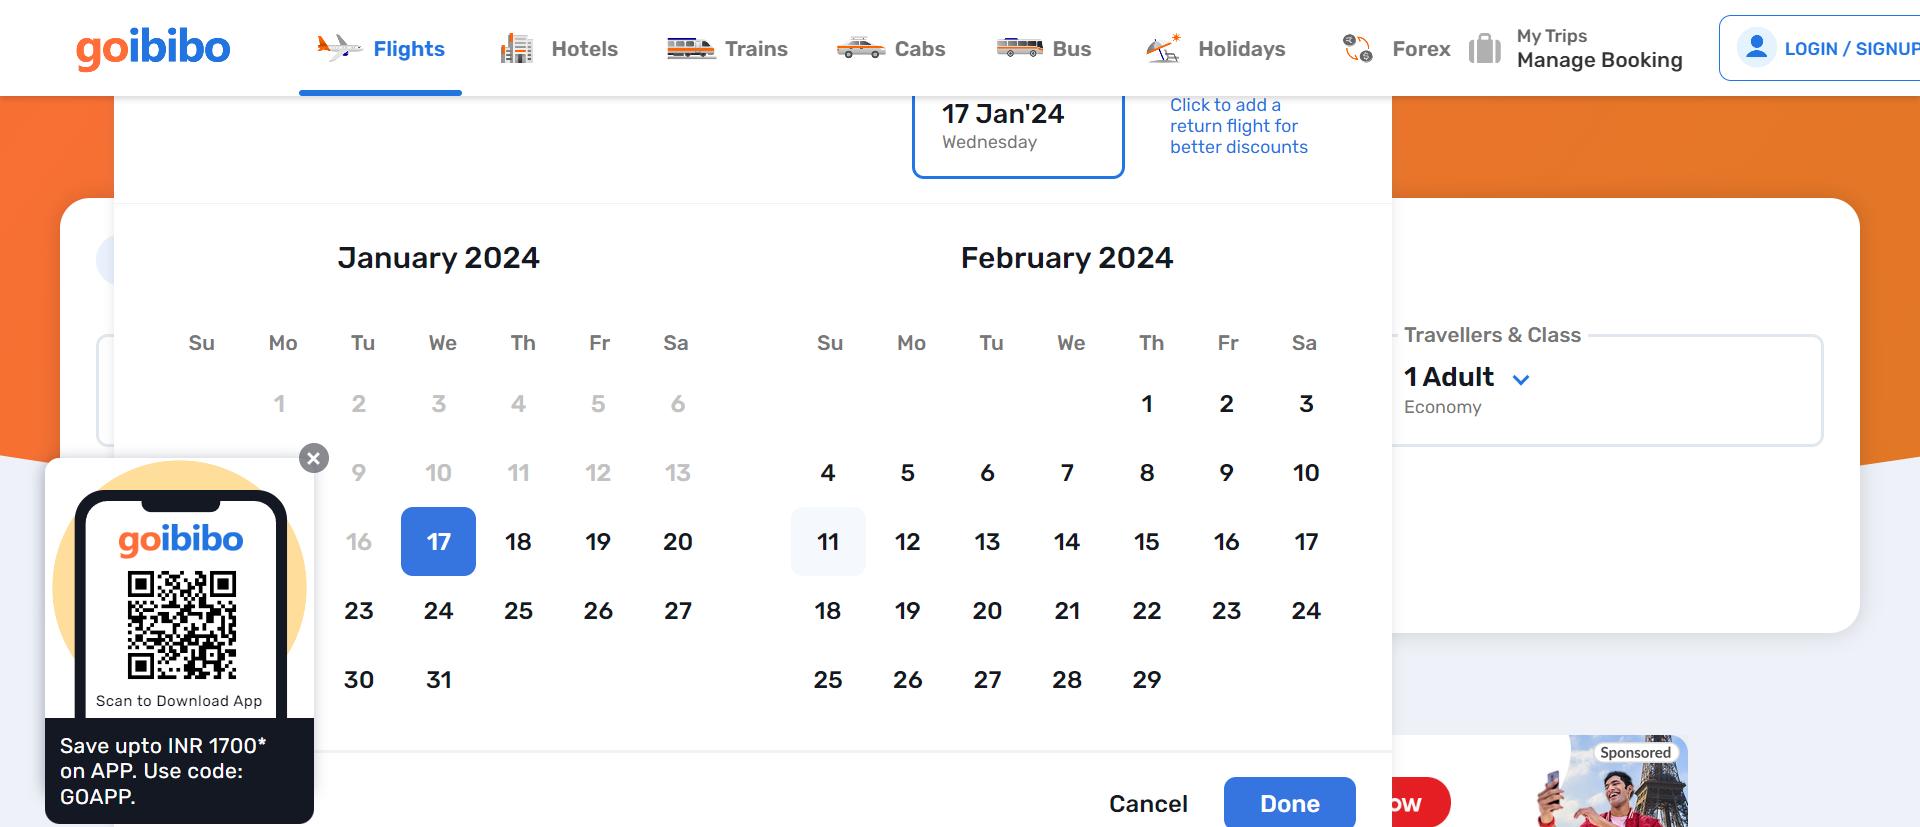 goibibo
Flights
Hotels
Trains
Cabs
Bus
Holidays
Forex
My Trips
Manage Booking
LOGIN / SIGNUP
17 Jan'24
Wednesday
Click to add a
return flight for
better discounts
January 2024
February 2024
Su Mo Tu We Th Fr Sa
Su Mo Tu We Th Fr Sa
1 2 3 4 5 6
1 2 3
9 10 11 12 13
4 5 6 7 8 9 10
16 17 18 19 20
11 12 13 14 15 16 17
23 24 25 26 27
18 19 20 21 22 23 24
30 31
25 26 27 28 29
Travellers & Class
1 Adult
Economy
goibibo
Scan to Download App
Save upto INR 1700*
on APP. Use code:
GOAPP.
Cancel
Done
Sponsored